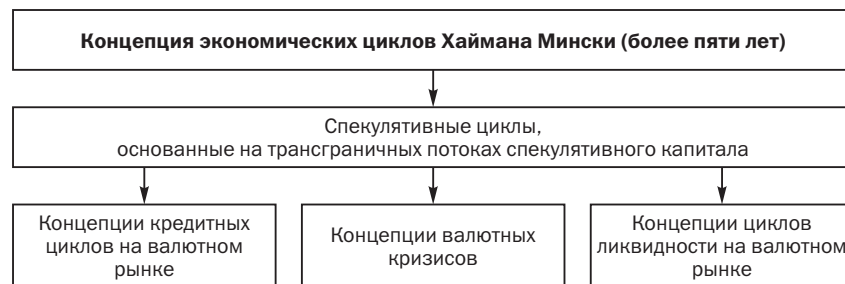 Концепция экономических циклов Хаймана Мински (более пяти лет)
Спекулятивные циклы,
основанные на трансграничных потоках спекулятивного капитала
Концепции кредитных
циклов на валютном
рынке
Концепции валютных
кризисов
Концепции циклов
ликвидности на валютном
рынке